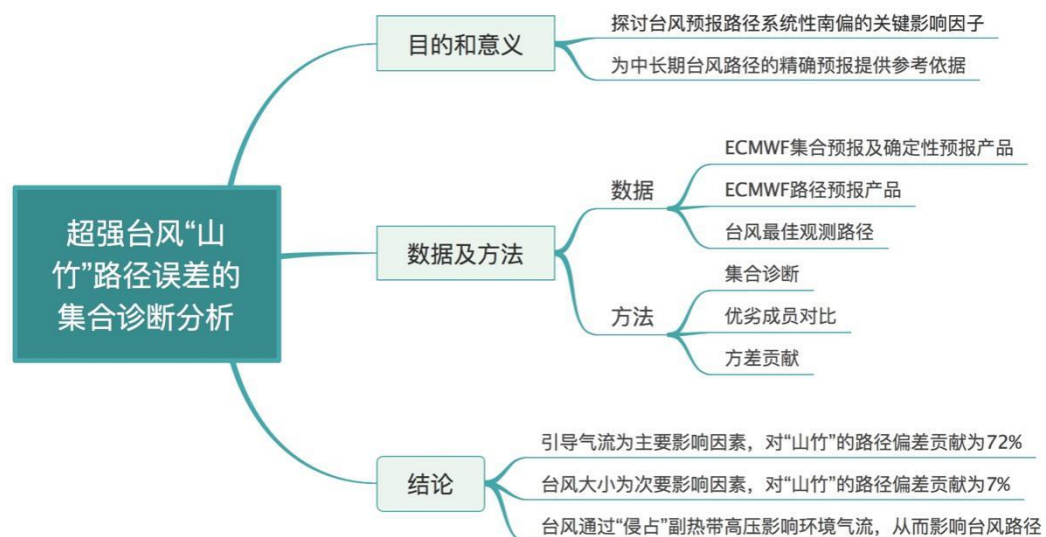 超强台风“山
竹”路径误差的
集合诊断分析
目的和意义
探讨台风预报路径系统性南偏的关键影响因子
为中长期台风路径的精确预报提供参考依据
数据及方法
数据
ECMWF集合预报及确定性预报产品
ECMWF路径预报产品
台风最佳观测路径
方法
集合诊断
优劣成员对比
方差贡献
结论
引导气流为主要影响因素，对“山竹”的路径偏差贡献为72%
台风大小为次要影响因素，对“山竹”的路径偏差贡献为7%
台风通过“侵占”副热带高压影响环境气流，从而影响台风路径